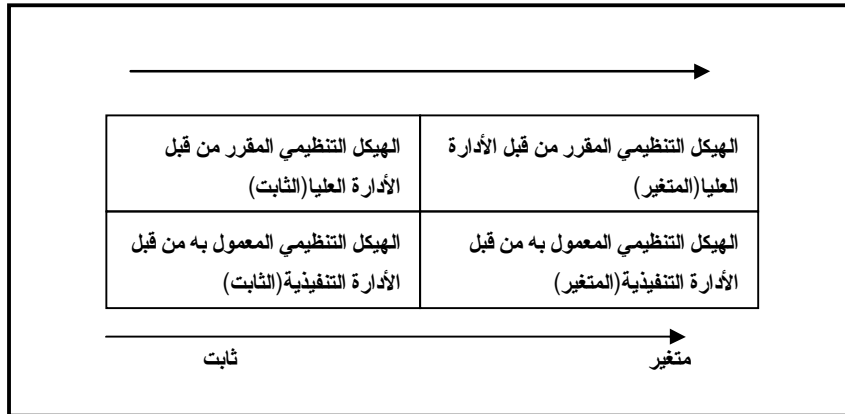 الهيكل التنظيمي المقرر من قبل الأدارة
العليا(المتغير)
الهيكل التنظيمي المقرر من قبل
الأدارة العليا(الثابت)
الهيكل التنظيمي المعمول به من قبل
الأدارة التنفيذية(المتغير)
الهيكل التنظيمي المعمول به من قبل
الأدارة التنفيذية(الثابت)
متغير
ثابت